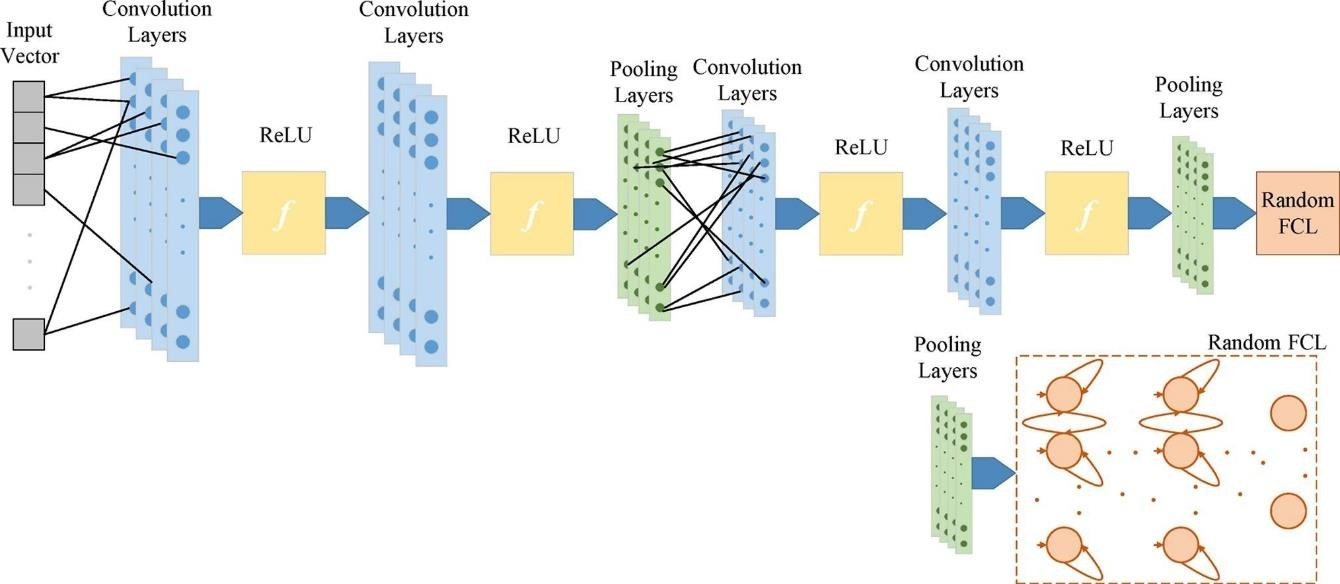 Input
Vector
Convolution
Layers
ReLU
f
Convolution
Layers
ReLU
f
Pooling
Layers
Convolution
Layers
ReLU
f
Convolution
Layers
ReLU
f
Pooling
Layers
Random
FCL
Pooling
Layers
Random FCL